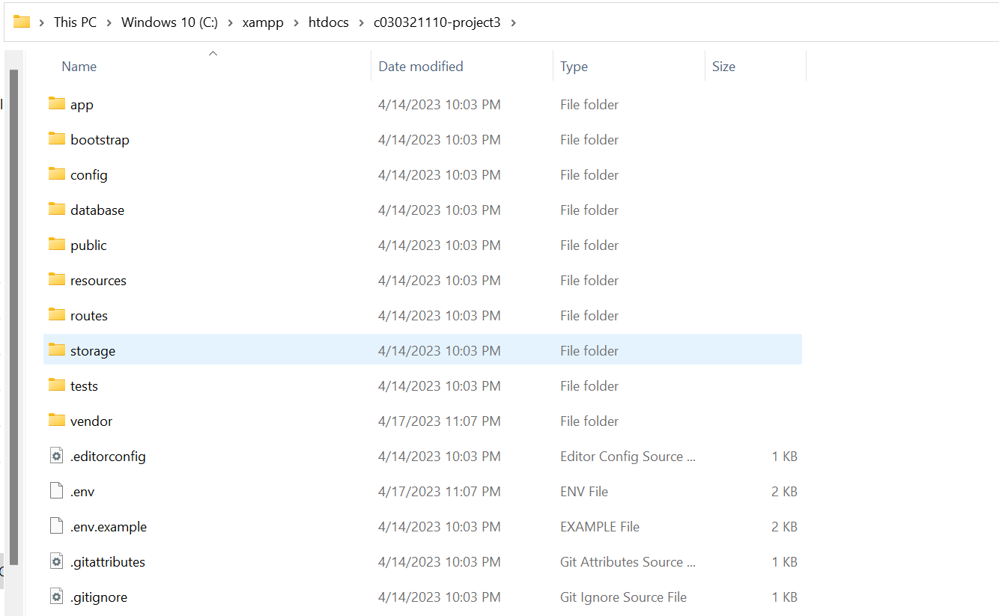 This PC > Windows 10 (C:) > xampp > htdocs > c030321110-project3 >
Name Date modified Type Size
app 4/14/2023 10:03 PM File folder
bootstrap 4/14/2023 10:03 PM File folder
config 4/14/2023 10:03 PM File folder
database 4/14/2023 10:03 PM File folder
public 4/14/2023 10:03 PM File folder
resources 4/14/2023 10:03 PM File folder
routes 4/14/2023 10:03 PM File folder
storage 4/14/2023 10:03 PM File folder
tests 4/14/2023 10:03 PM File folder
vendor 4/17/2023 11:07 PM File folder
.editorconfig 4/14/2023 10:03 PM Editor Config Source ... 1 KB
.env 4/17/2023 11:07 PM ENV File 2 KB
.env.example 4/14/2023 10:03 PM EXAMPLE File 2 KB
.gitattributes 4/14/2023 10:03 PM Git Attributes Source ... 1 KB
.gitignore 4/14/2023 10:03 PM Git Ignore Source File 1 KB